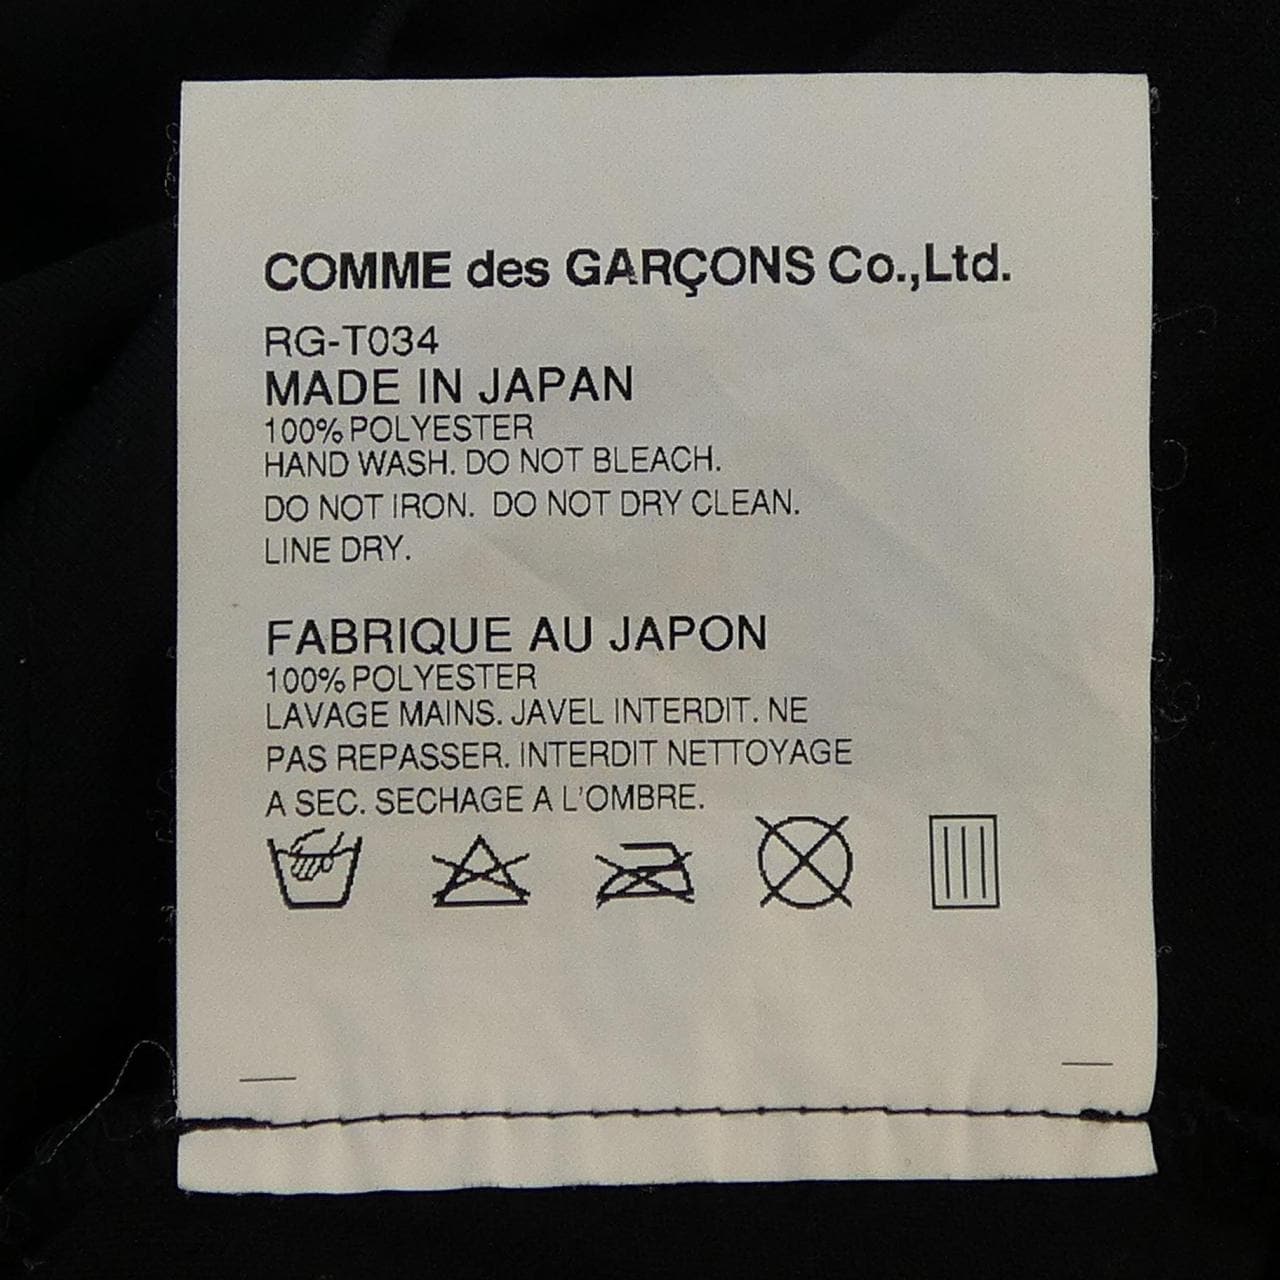 COMME des GARÇONS Co.,Ltd.
RG-T034
MADE IN JAPAN
100% POLYESTER
HAND WASH. DO NOT BLEACH.
DO NOT IRON. DO NOT DRY CLEAN.
LINE DRY.
FABRIQUE AU JAPON
100% POLYESTER
LAVAGE MAINS. JAVEL INTERDIT. NE
PAS REPASSER. INTERDIT NETTOYAGE
A SEC. SECHAGE A L'OMBRE.